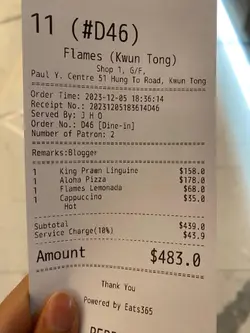 11 (#D46)
Flames (Kwun Tong)
Shop 1, G/F,
Paul Y. Centre 51 Hung To Road, Kwun Tong
Order Time: 2023-12-05 18:36:14
Receipt No.: 20231205183614D46
Served By: J H O
Order No.: D46 [Dine-in]
Number of Patron: 2
Remarks:Blogger
1 King Prawn Linguine $158.0
1 Aloha Pizza $178.0
1 Flames Lemonada $68.0
1 Cappuccino $35.0
Hot
Subtotal $439.0
Service Charge(10%) $43.9
Amount $483.0
Thank You
Powered by Eats365